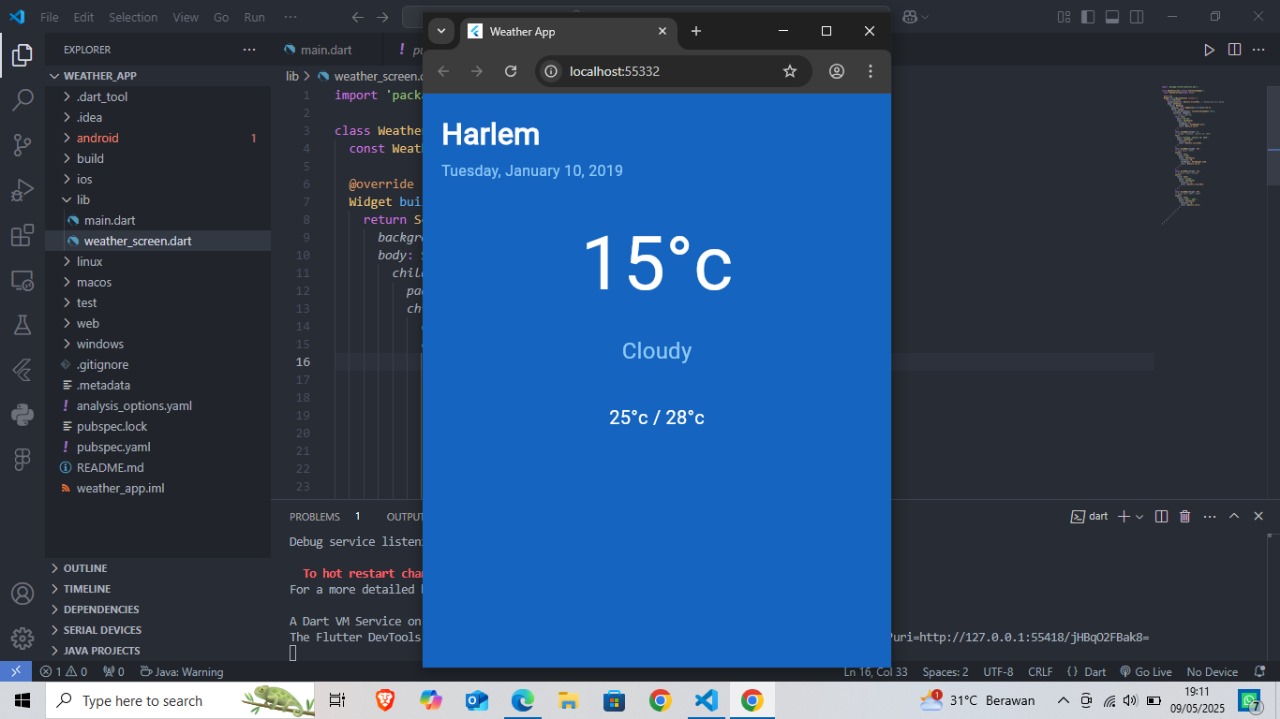 File Edit Selection View Go Run ···
Weather App
localhost:55332
EXPLORER
main.dart
WEATHER_APP
.dart_tool
.idea
android 1
build
ios
lib
main.dart
weather_screen.dart
linux
macos
test
web
windows
.gitignore
.metadata
analysis_options.yaml
pubspec.lock
pubspec.yaml
README.md
weather_app.iml
OUTLINE
TIMELINE
DEPENDENCIES
SERIAL DEVICES
JAVA PROJECTS
lib > weather_screen.d
1 import 'packa
2
3 class Weather
4 const Weat
5
6 @override
7 Widget bui
8 return S
9 backgr
10 body:
11 chil
12 pa
13 ch
14
15
16
17
18
19
20
21
22
23
Harlem
Tuesday, January 10, 2019
15°c
Cloudy
25°c / 28°c
PROBLEMS 1 OUTPU
dart
Debug service listeni
To hot restart cha
For a more detailed
A Dart VM Service on
The Flutter DevTools
?uri=http://127.0.0.1:55418/jHBqO2FBak8=
1 0 0 Java: Warning
Ln 16, Col 33 Spaces: 2 UTF-8 CRLF {} Dart Go Live No Device
Type here to search
1
31°C Berawan
19:11
09/05/2025
7